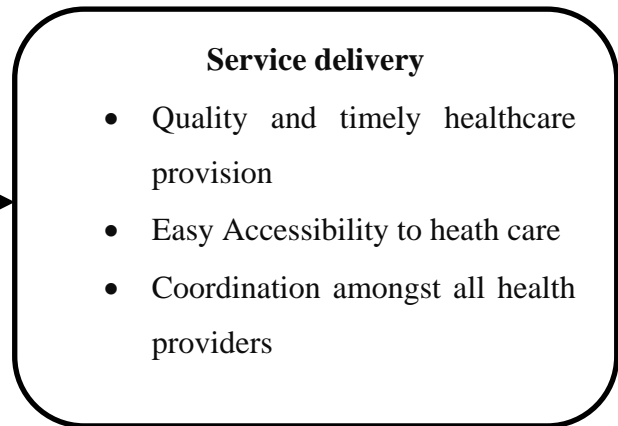 Service delivery
• Quality and timely healthcare
provision
• Easy Accessibility to heath care
• Coordination amongst all health
providers